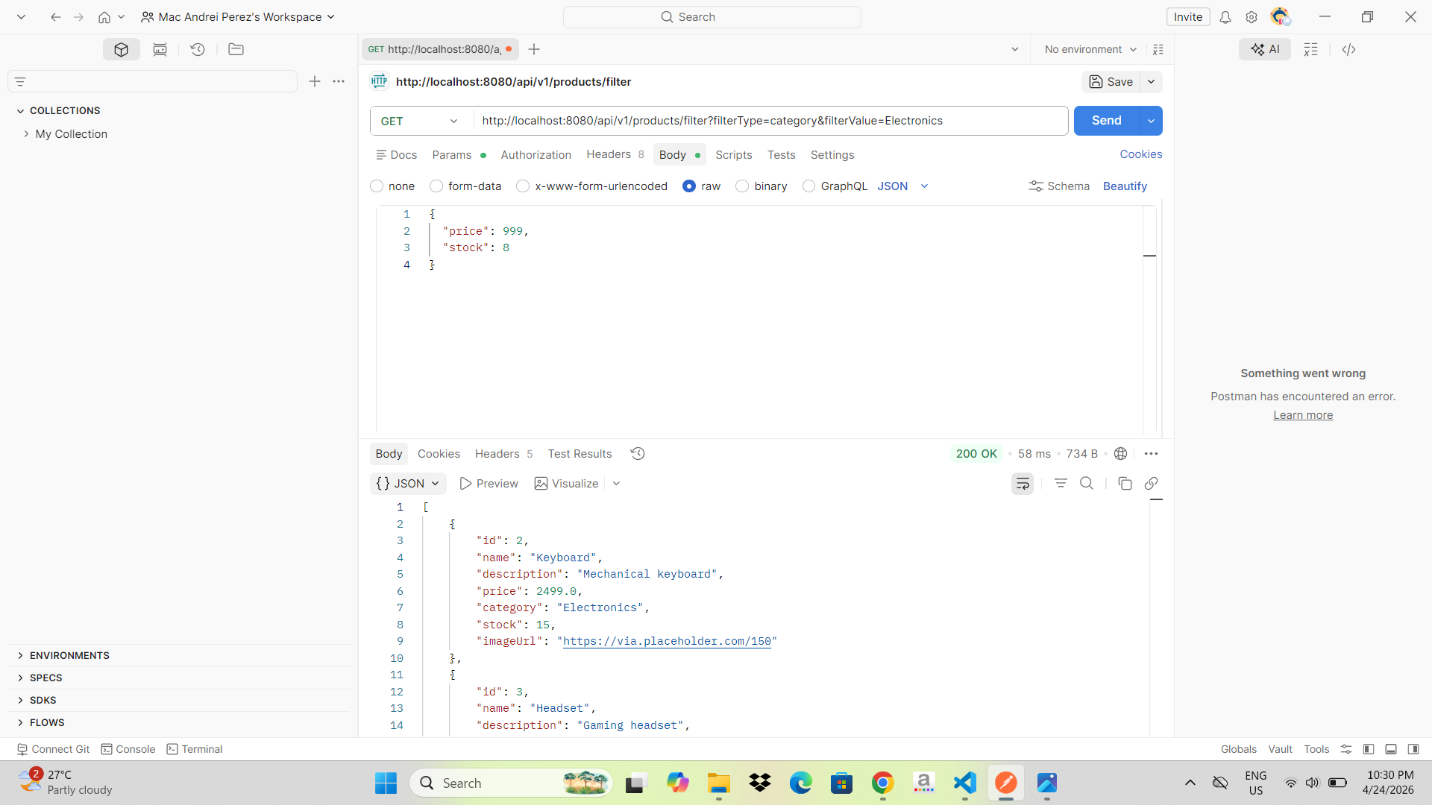 Mac Andrei Perez's Workspace
Search
Invite
GET http://localhost:8080/a
No environment
AI
HTTP http://localhost:8080/api/v1/products/filter
Save
COLLECTIONS
My Collection
GET http://localhost:8080/api/v1/products/filter?filterType=category&filterValue=Electronics
Send
Docs Params Authorization Headers 8 Body Scripts Tests Settings Cookies
none form-data x-www-form-urlencoded raw binary GraphQL JSON Schema Beautify
1 {
2 "price": 999,
3 "stock": 8
4 }
Something went wrong
Postman has encountered an error.
Learn more
Body Cookies Headers 5 Test Results 200 OK • 58 ms • 734 B
{} JSON Preview Visualize
1 [
2 {
3 "id": 2,
4 "name": "Keyboard",
5 "description": "Mechanical keyboard",
6 "price": 2499.0,
7 "category": "Electronics",
8 "stock": 15,
9 "imageUrl": "https://via.placeholder.com/150"
10 },
11 {
12 "id": 3,
13 "name": "Headset",
14 "description": "Gaming headset",
ENVIRONMENTS
SPECS
SDKS
FLOWS
Connect Git Console Terminal Globals Vault Tools
2
27°C
Partly cloudy
Search
a
ENG
US
10:30 PM
4/24/2026